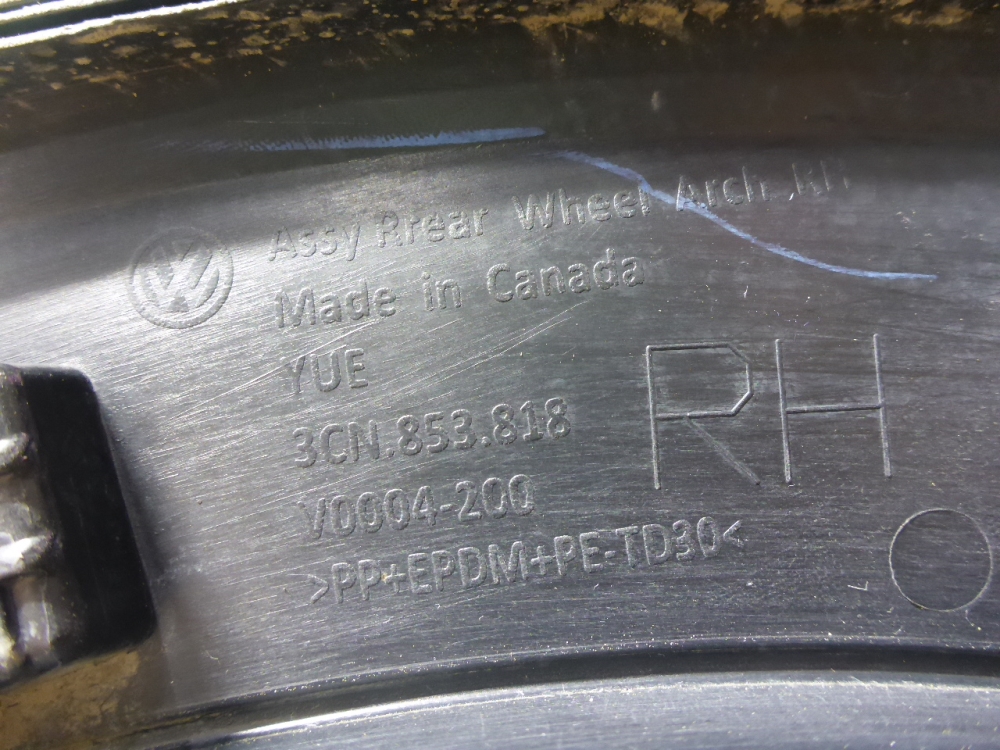 Assy Rrear Wheel Arch
Made in Canada
YUE
3CN.853.818
V0004-200
>PP+EPDM+PE-TD30<
RH